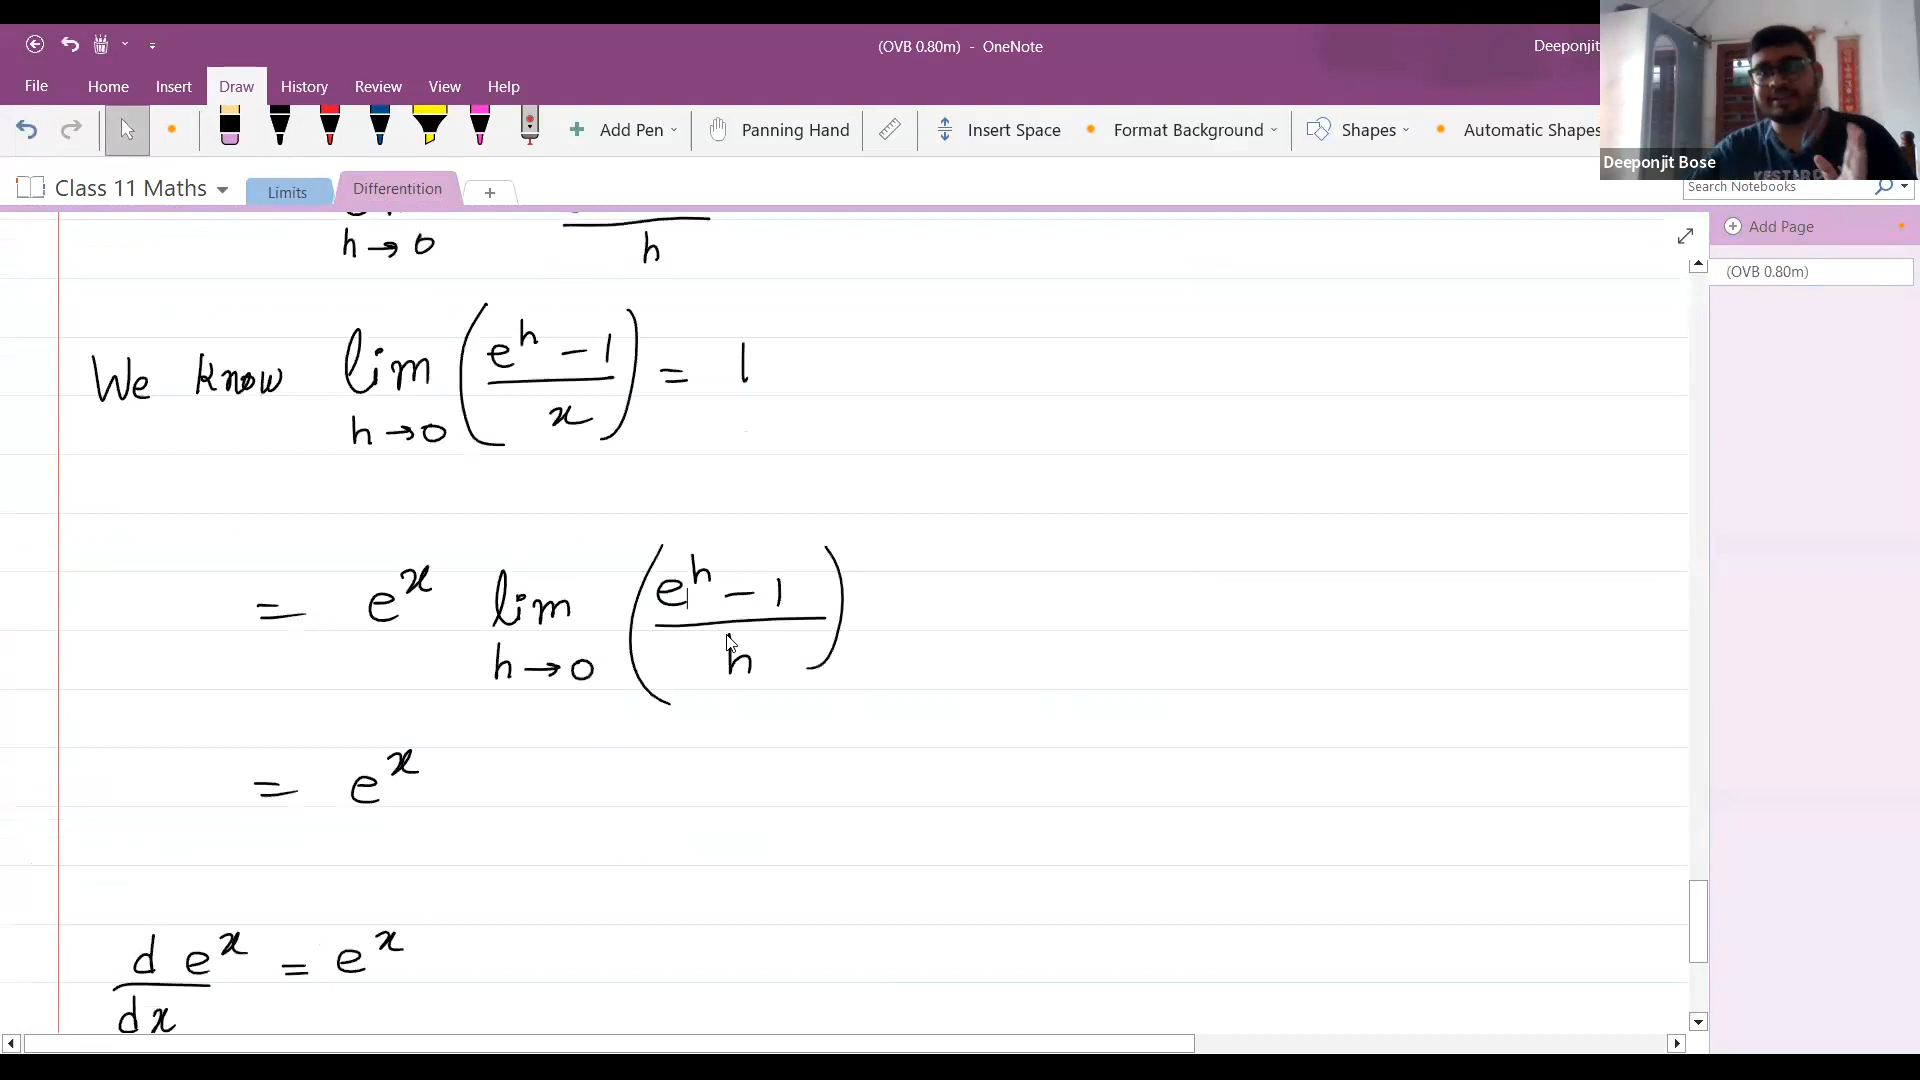 (OVB 0.80m) - OneNote
Deeponjit
File Home Insert Draw History Review View Help
Add Pen Panning Hand Insert Space Format Background Shapes Automatic Shapes
Deeponjit Bose
Class 11 Maths Limits Differentition +
Search Notebooks
Add Page
(OVB 0.80m)
h → 0 h
We know lim h→0 (e^h - 1 / x) = 1
= e^x lim h→0 (e^h - 1 / h)
= e^x
d e^x / dx = e^x